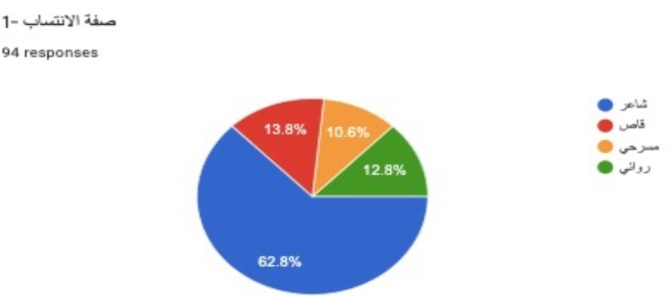 1- صفة الانتساب
94 responses
13.8%
10.6%
12.8%
62.8%
شاعر
قاص
مسرحي
روائي